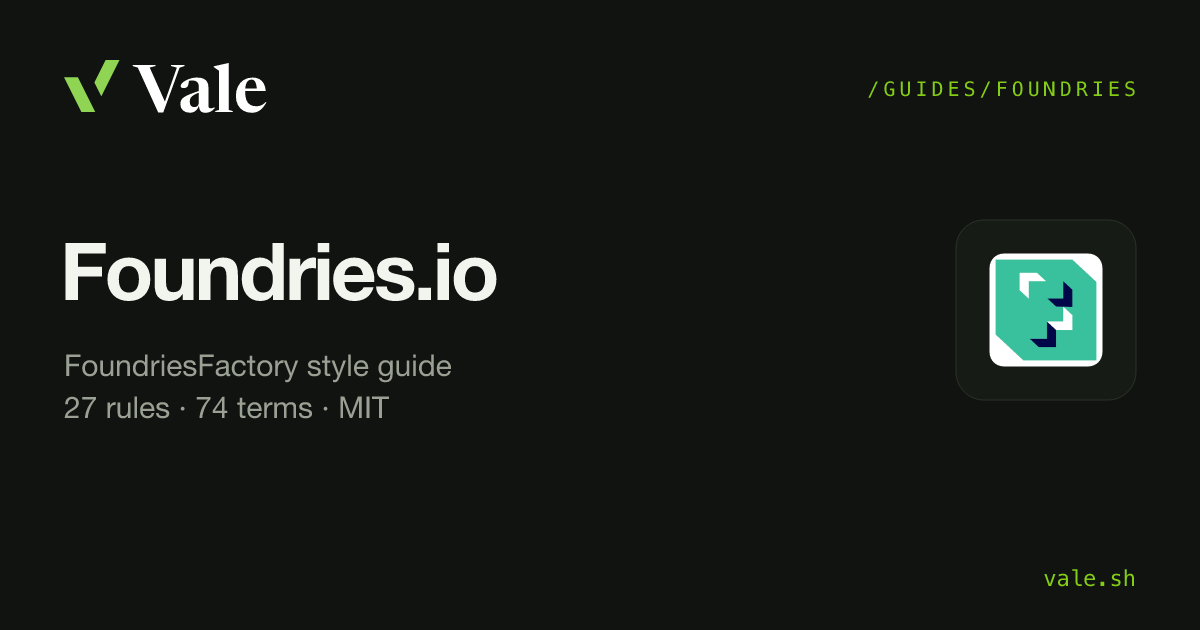 Vale
/GUIDES/FOUNDRIES
Foundries.io
FoundriesFactory style guide
27 rules · 74 terms · MIT
vale.sh